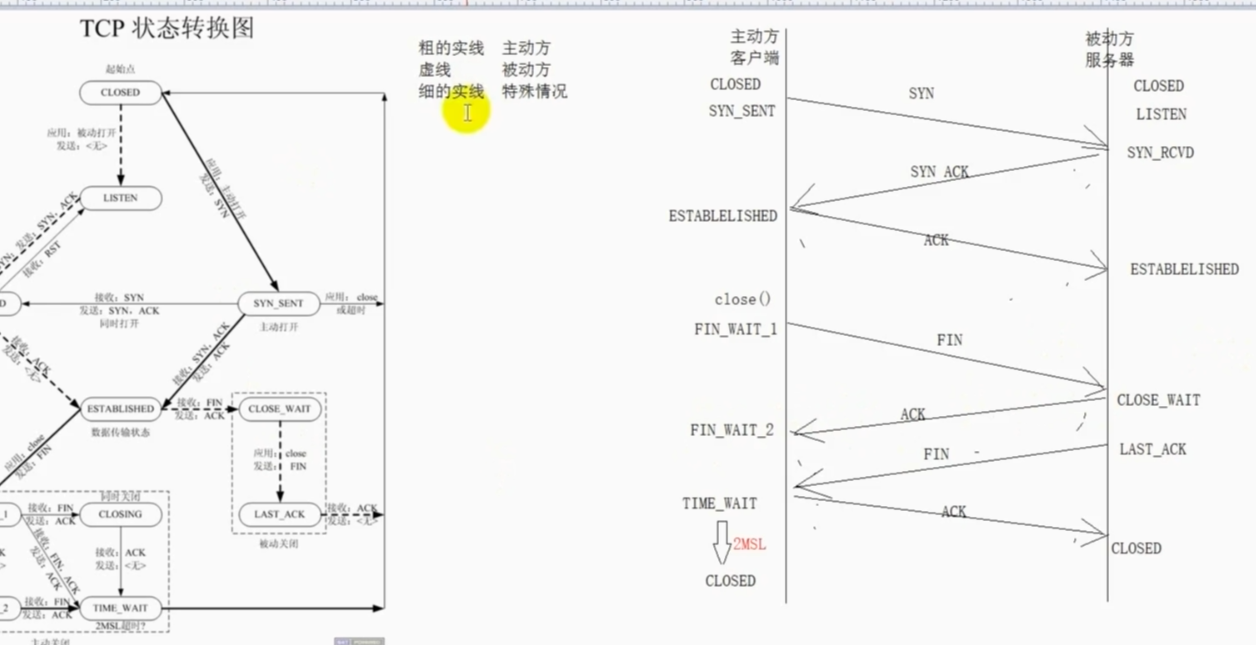 TCP 状态转换图
起始点
CLOSED
应用：被动打开
发送：<无>
应用：主动打开
发送：SYN
LISTEN
SYN；发送：SYN，ACK
接收：RST
D
接收：SYN
发送：SYN，ACK
同时打开
SYN_SENT
主动打开
应用：close
或超时
接收：ACK
发送：<无>
接收：SYN，ACK
发送：ACK
ESTABLISHED
数据传输状态
接收：FIN
发送：ACK
CLOSE_WAIT
应用：close
发送：FIN
应用：close
发送：FIN
LAST_ACK
接收：ACK
发送：<无>
被动关闭
同时关闭
_1
接收：FIN
发送：ACK
CLOSING
接收：FIN，ACK
发送：ACK
接收：ACK
发送：<无>
K
>
_2
接收：FIN
发送：ACK
TIME_WAIT
2MSL超时?
主动关闭
粗的实线 主动方
虚线 被动方
细的实线 特殊情况
主动方
客户端
被动方
服务器
CLOSED
CLOSED
SYN
SYN_SENT
LISTEN
SYN_RCVD
SYN ACK
ESTABLELISHED
ACK
ESTABLELISHED
close()
FIN_WAIT_1
FIN
CLOSE_WAIT
ACK
FIN_WAIT_2
LAST_ACK
FIN
TIME_WAIT
ACK
2MSL
CLOSED
CLOSED